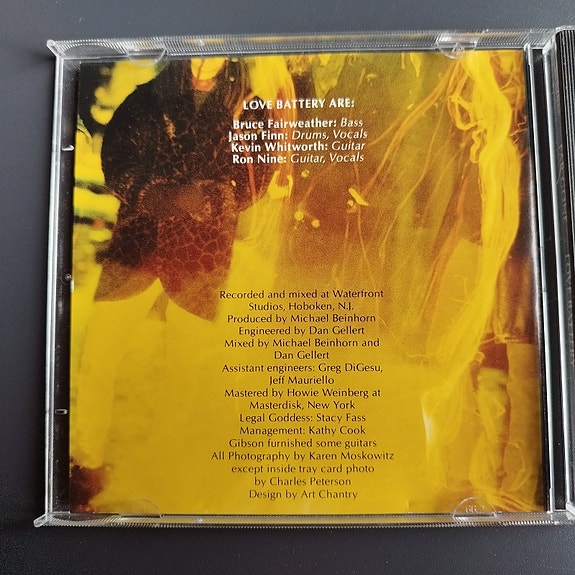 LOVE BATTERY ARE:
Bruce Fairweather: Bass
Jason Finn: Drums, Vocals
Kevin Whitworth: Guitar
Ron Nine: Guitar, Vocals
Recorded and mixed at Waterfront
Studios, Hoboken, N.J.
Produced by Michael Beinhorn
Engineered by Dan Gellert
Mixed by Michael Beinhorn and
Dan Gellert
Assistant engineers: Greg DiGesu,
Jeff Mauriello
Mastered by Howie Weinberg at
Masterdisk, New York
Legal Goddess: Stacy Fass
Management: Kathy Cook
Gibson furnished some guitars
All Photography by Karen Moskowitz
except inside tray card photo
by Charles Peterson
Design by Art Chantry